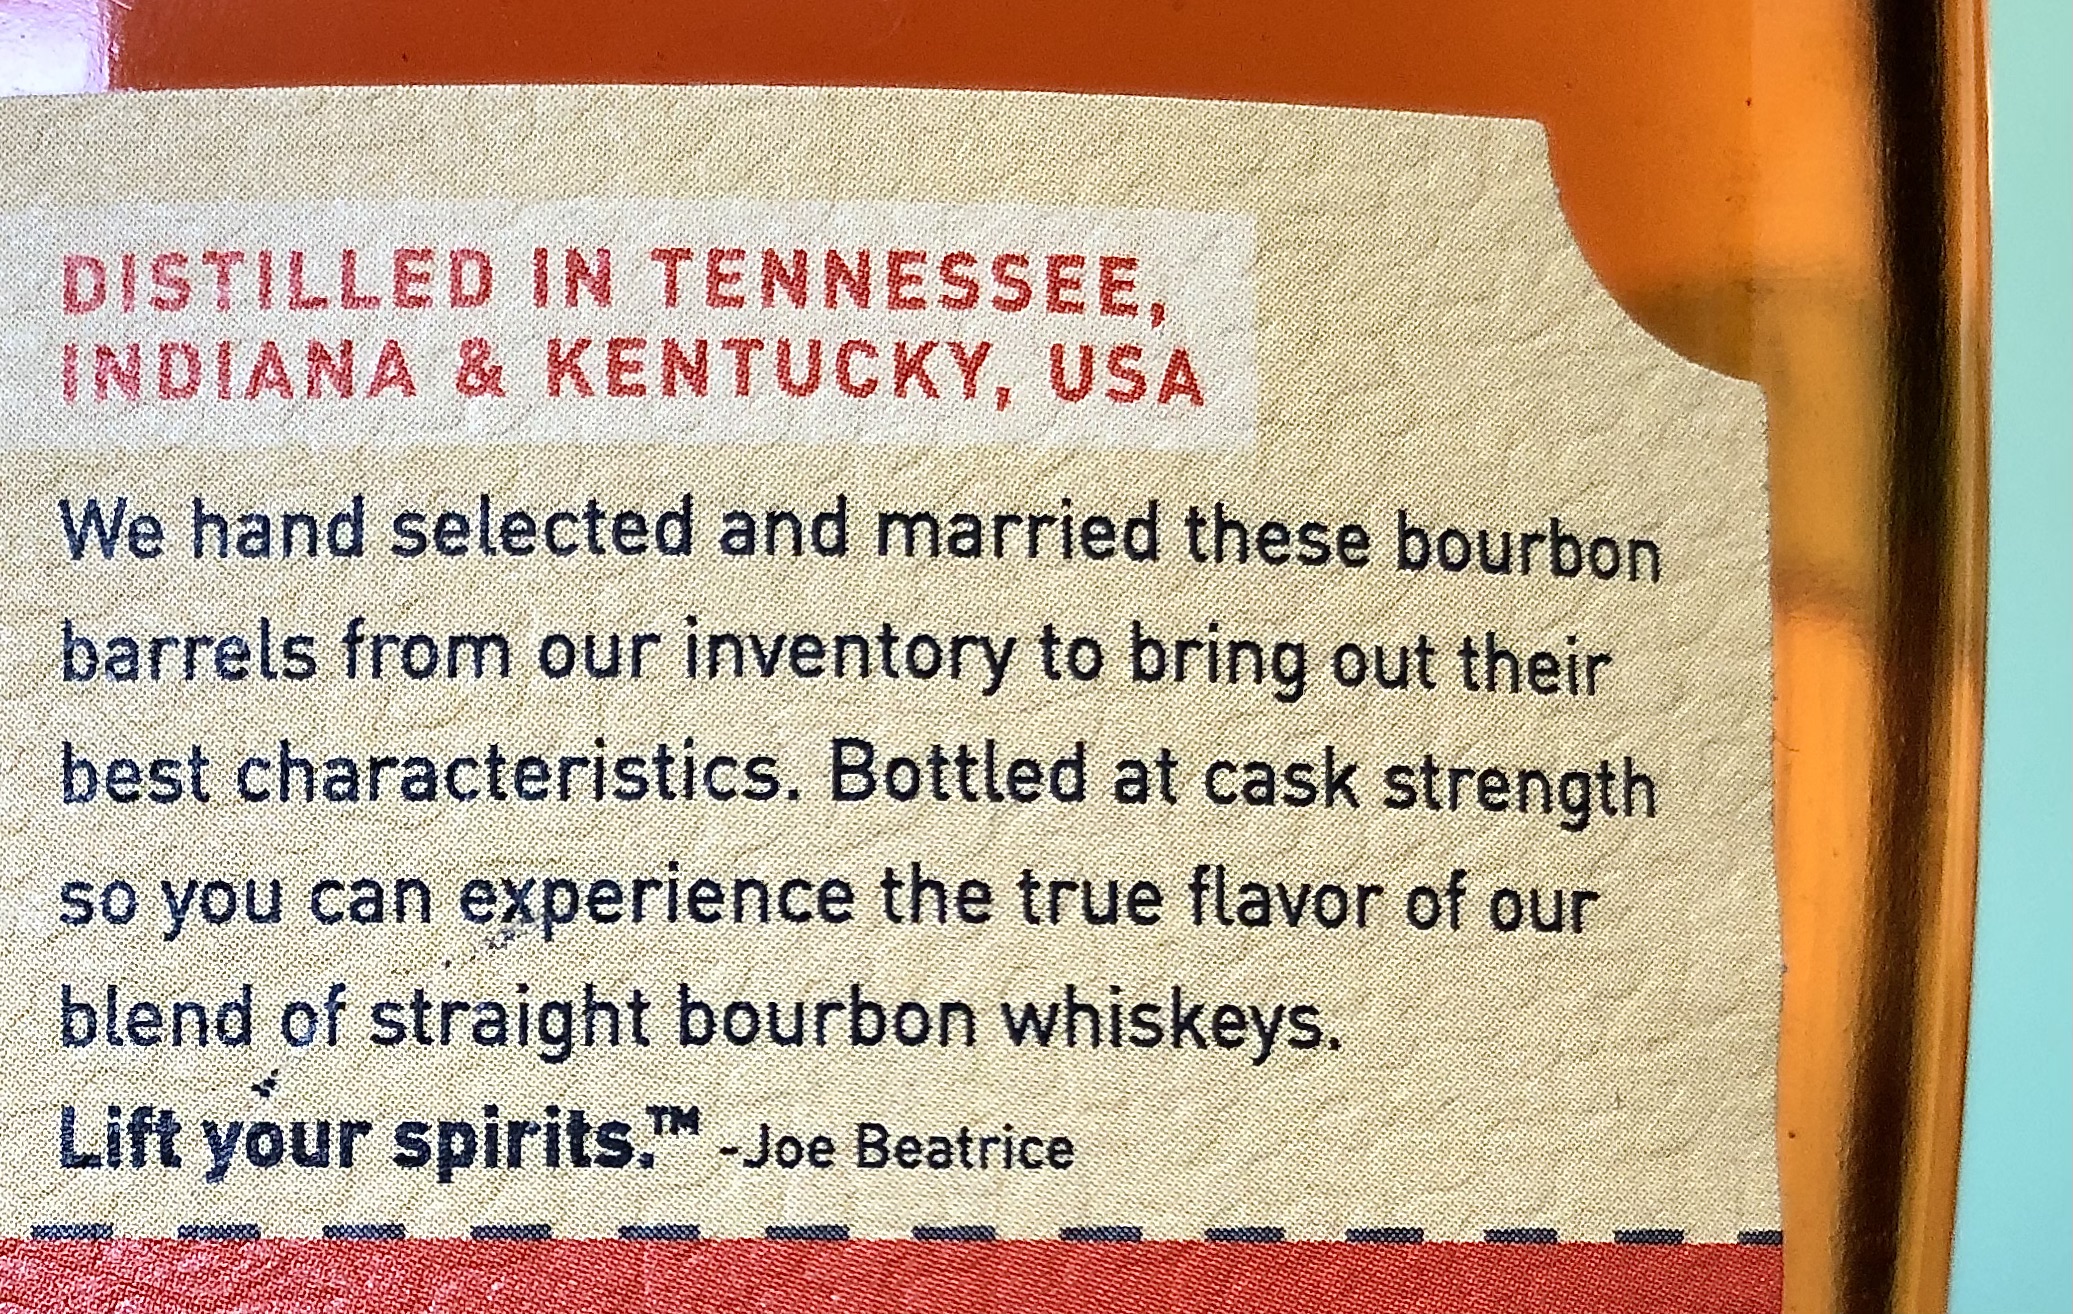 DISTILLED IN TENNESSEE,
INDIANA & KENTUCKY, USA
We hand selected and married these bourbon
barrels from our inventory to bring out their
best characteristics. Bottled at cask strength
so you can experience the true flavor of our
blend of straight bourbon whiskeys.
Lift your spirits.™ -Joe Beatrice